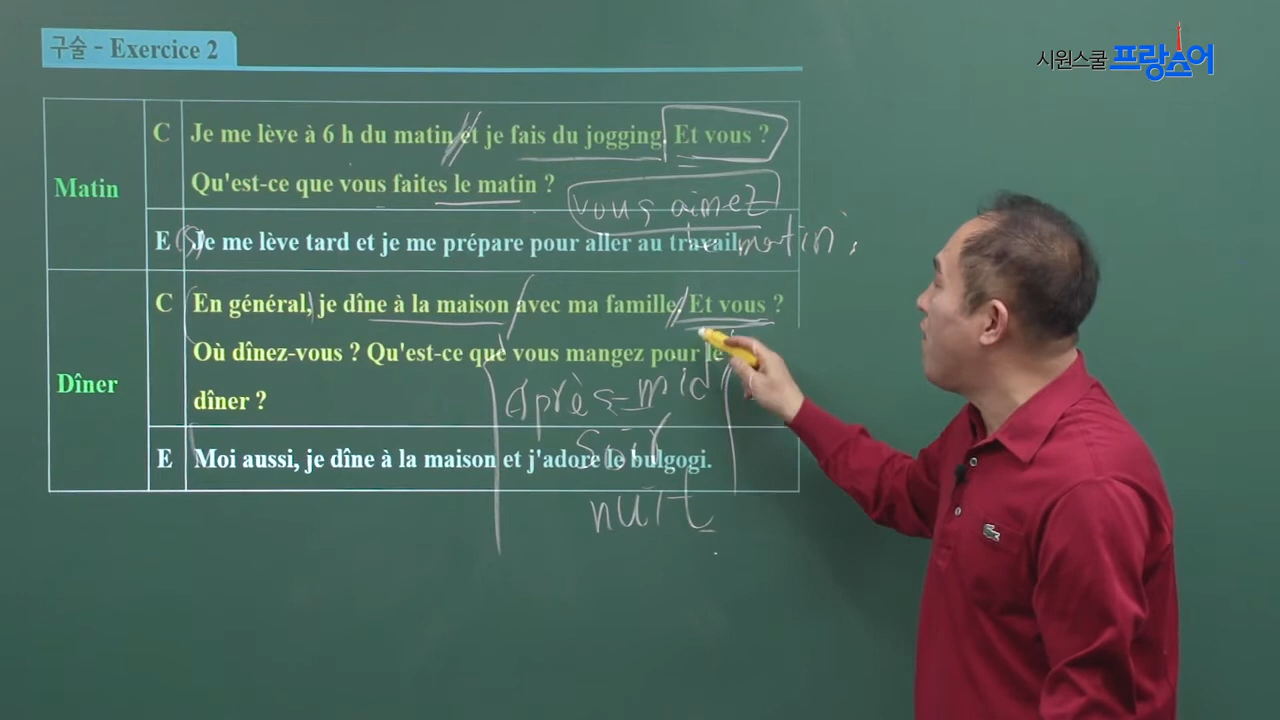 구술 - Exercice 2
시원스쿨 프랑스어
Matin
C
Je me lève à 6 h du matin et je fais du jogging. Et vous ?
Qu'est-ce que vous faites le matin ?
vous aimez
E
Je me lève tard et je me prépare pour aller au travail.
le matin
Dîner
C
En général, je dîne à la maison avec ma famille. Et vous ?
Où dînez-vous ? Qu'est-ce que vous mangez pour le
dîner ?
après-midi
soir
E
Moi aussi, je dîne à la maison et j'adore le bulgogi.
nuit